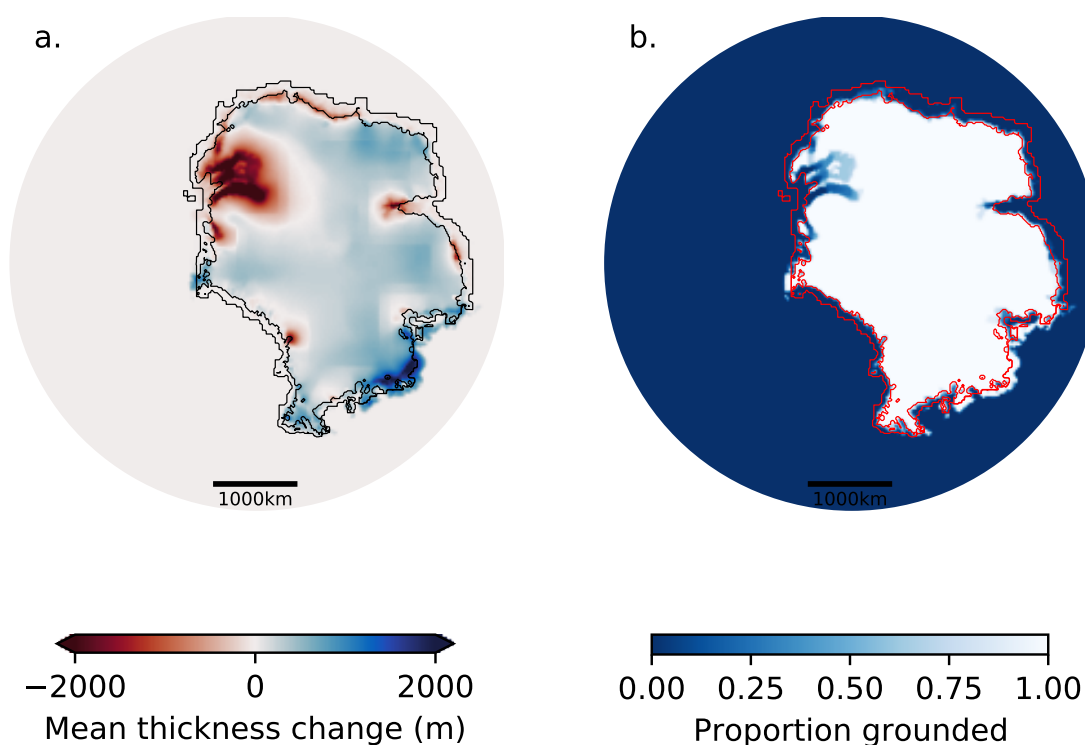 a.
b.
1000km
1000km
−2000 0 2000
Mean thickness change (m)
0.00 0.25 0.50 0.75 1.00
Proportion grounded